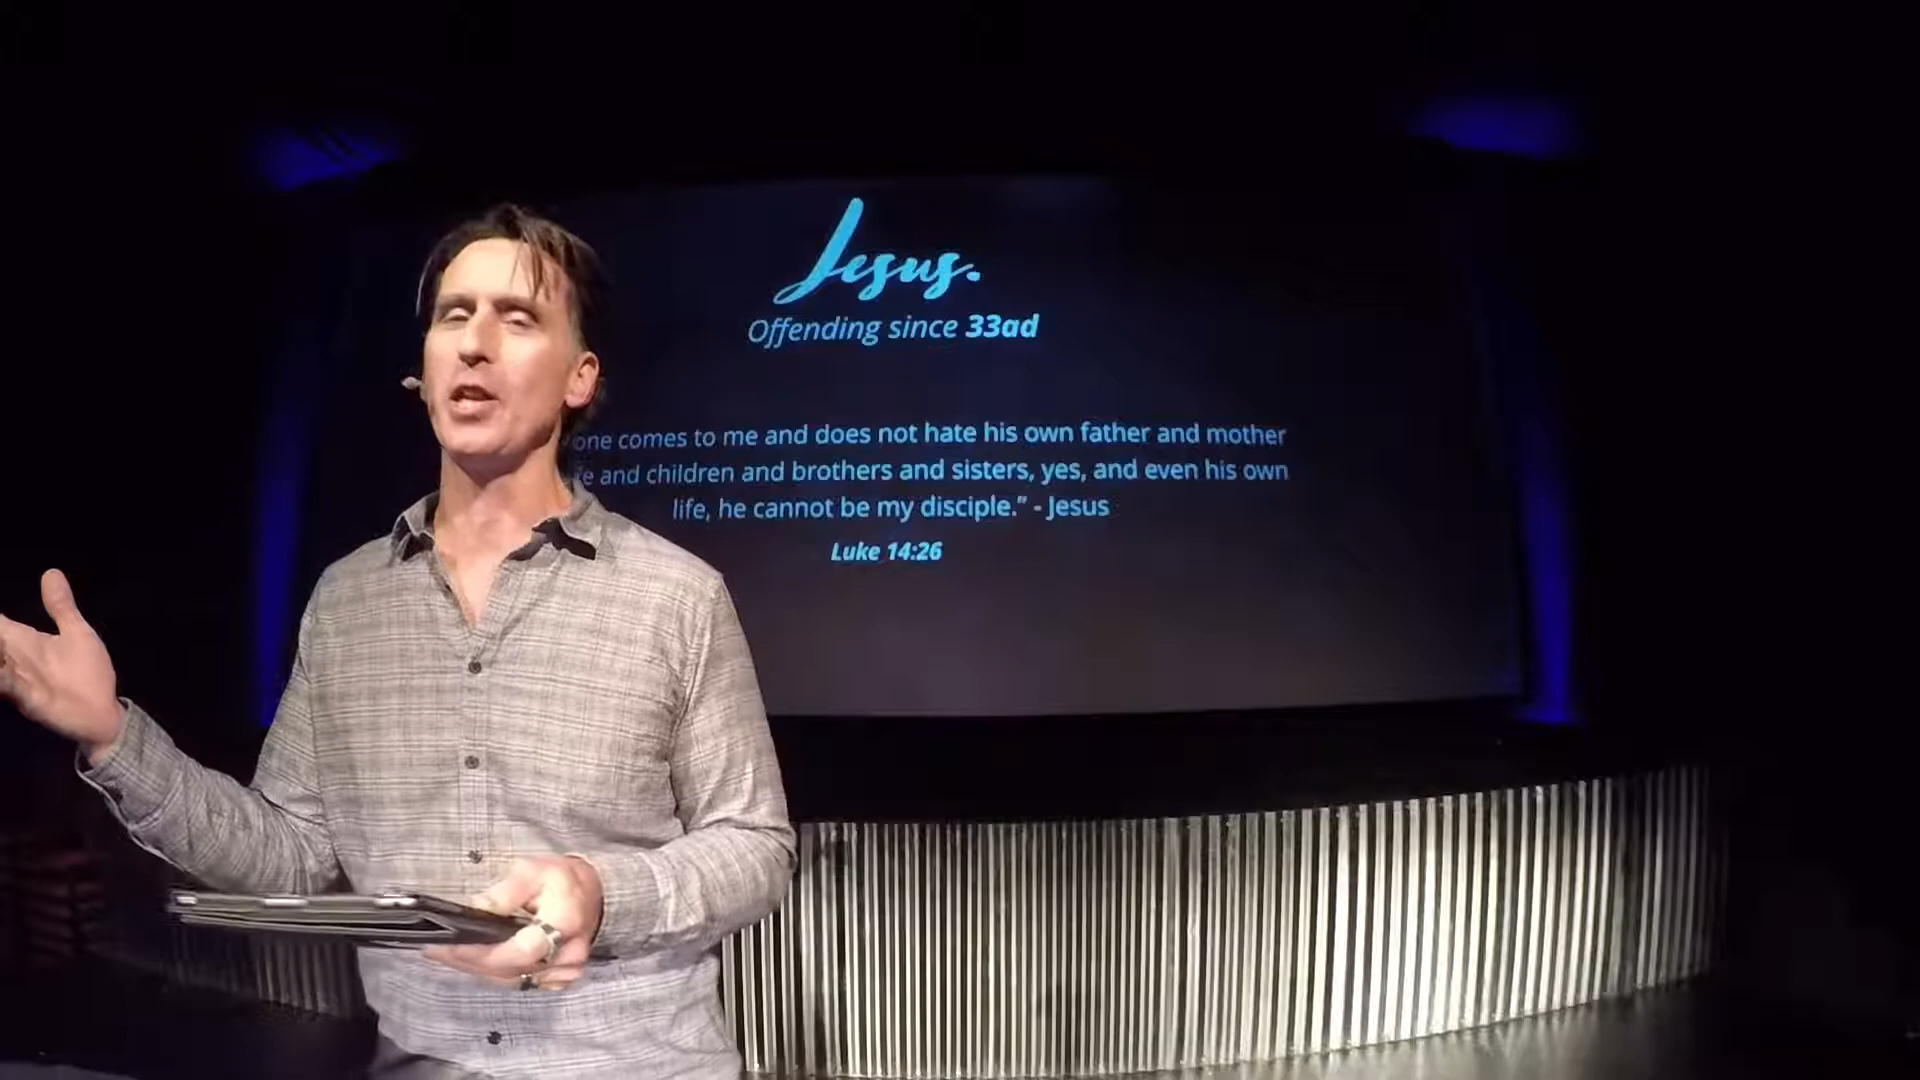 Jesus.
Offending since 33ad
one comes to me and does not hate his own father and mother
and children and brothers and sisters, yes, and even his own
life, he cannot be my disciple.” - Jesus
Luke 14:26